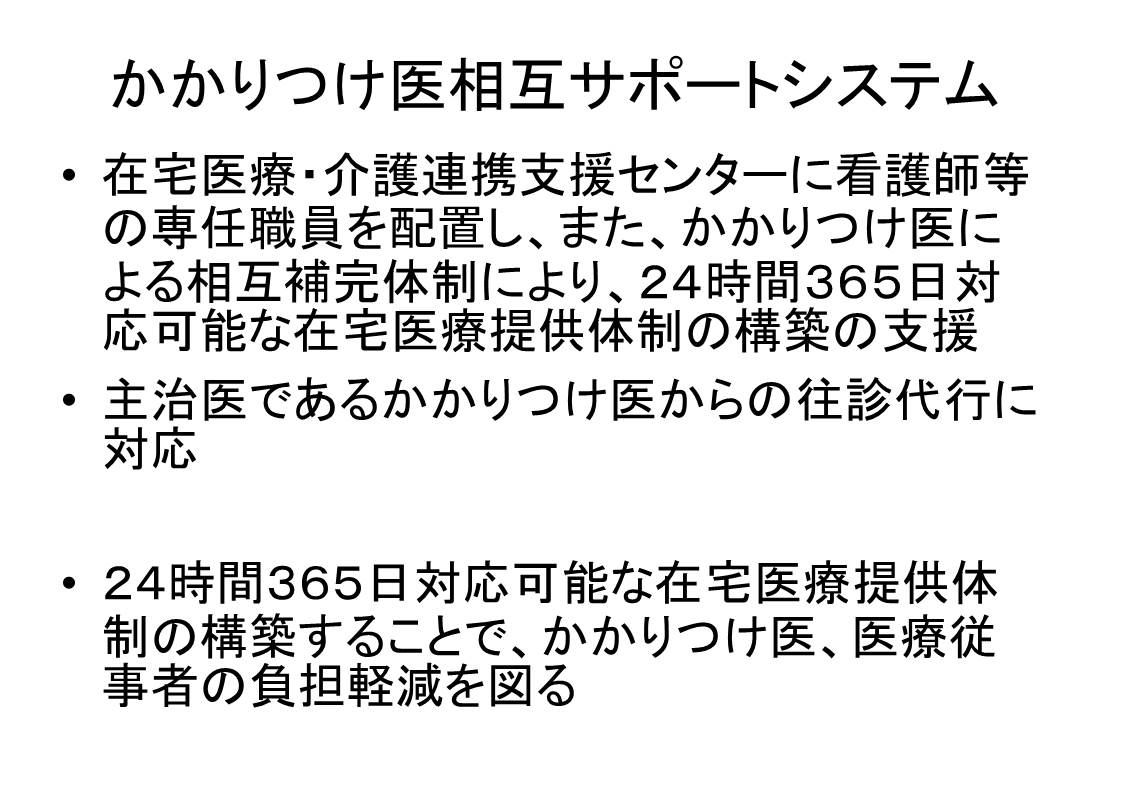 かかりつけ医相互サポートシステム
• 在宅医療・介護連携支援センターに看護師等
の専任職員を配置し、また、かかりつけ医に
よる相互補完体制により、２４時間３６５日対
応可能な在宅医療提供体制の構築の支援
• 主治医であるかかりつけ医からの往診代行に
対応
• ２４時間３６５日対応可能な在宅医療提供体
制の構築することで、かかりつけ医、医療従
事者の負担軽減を図る